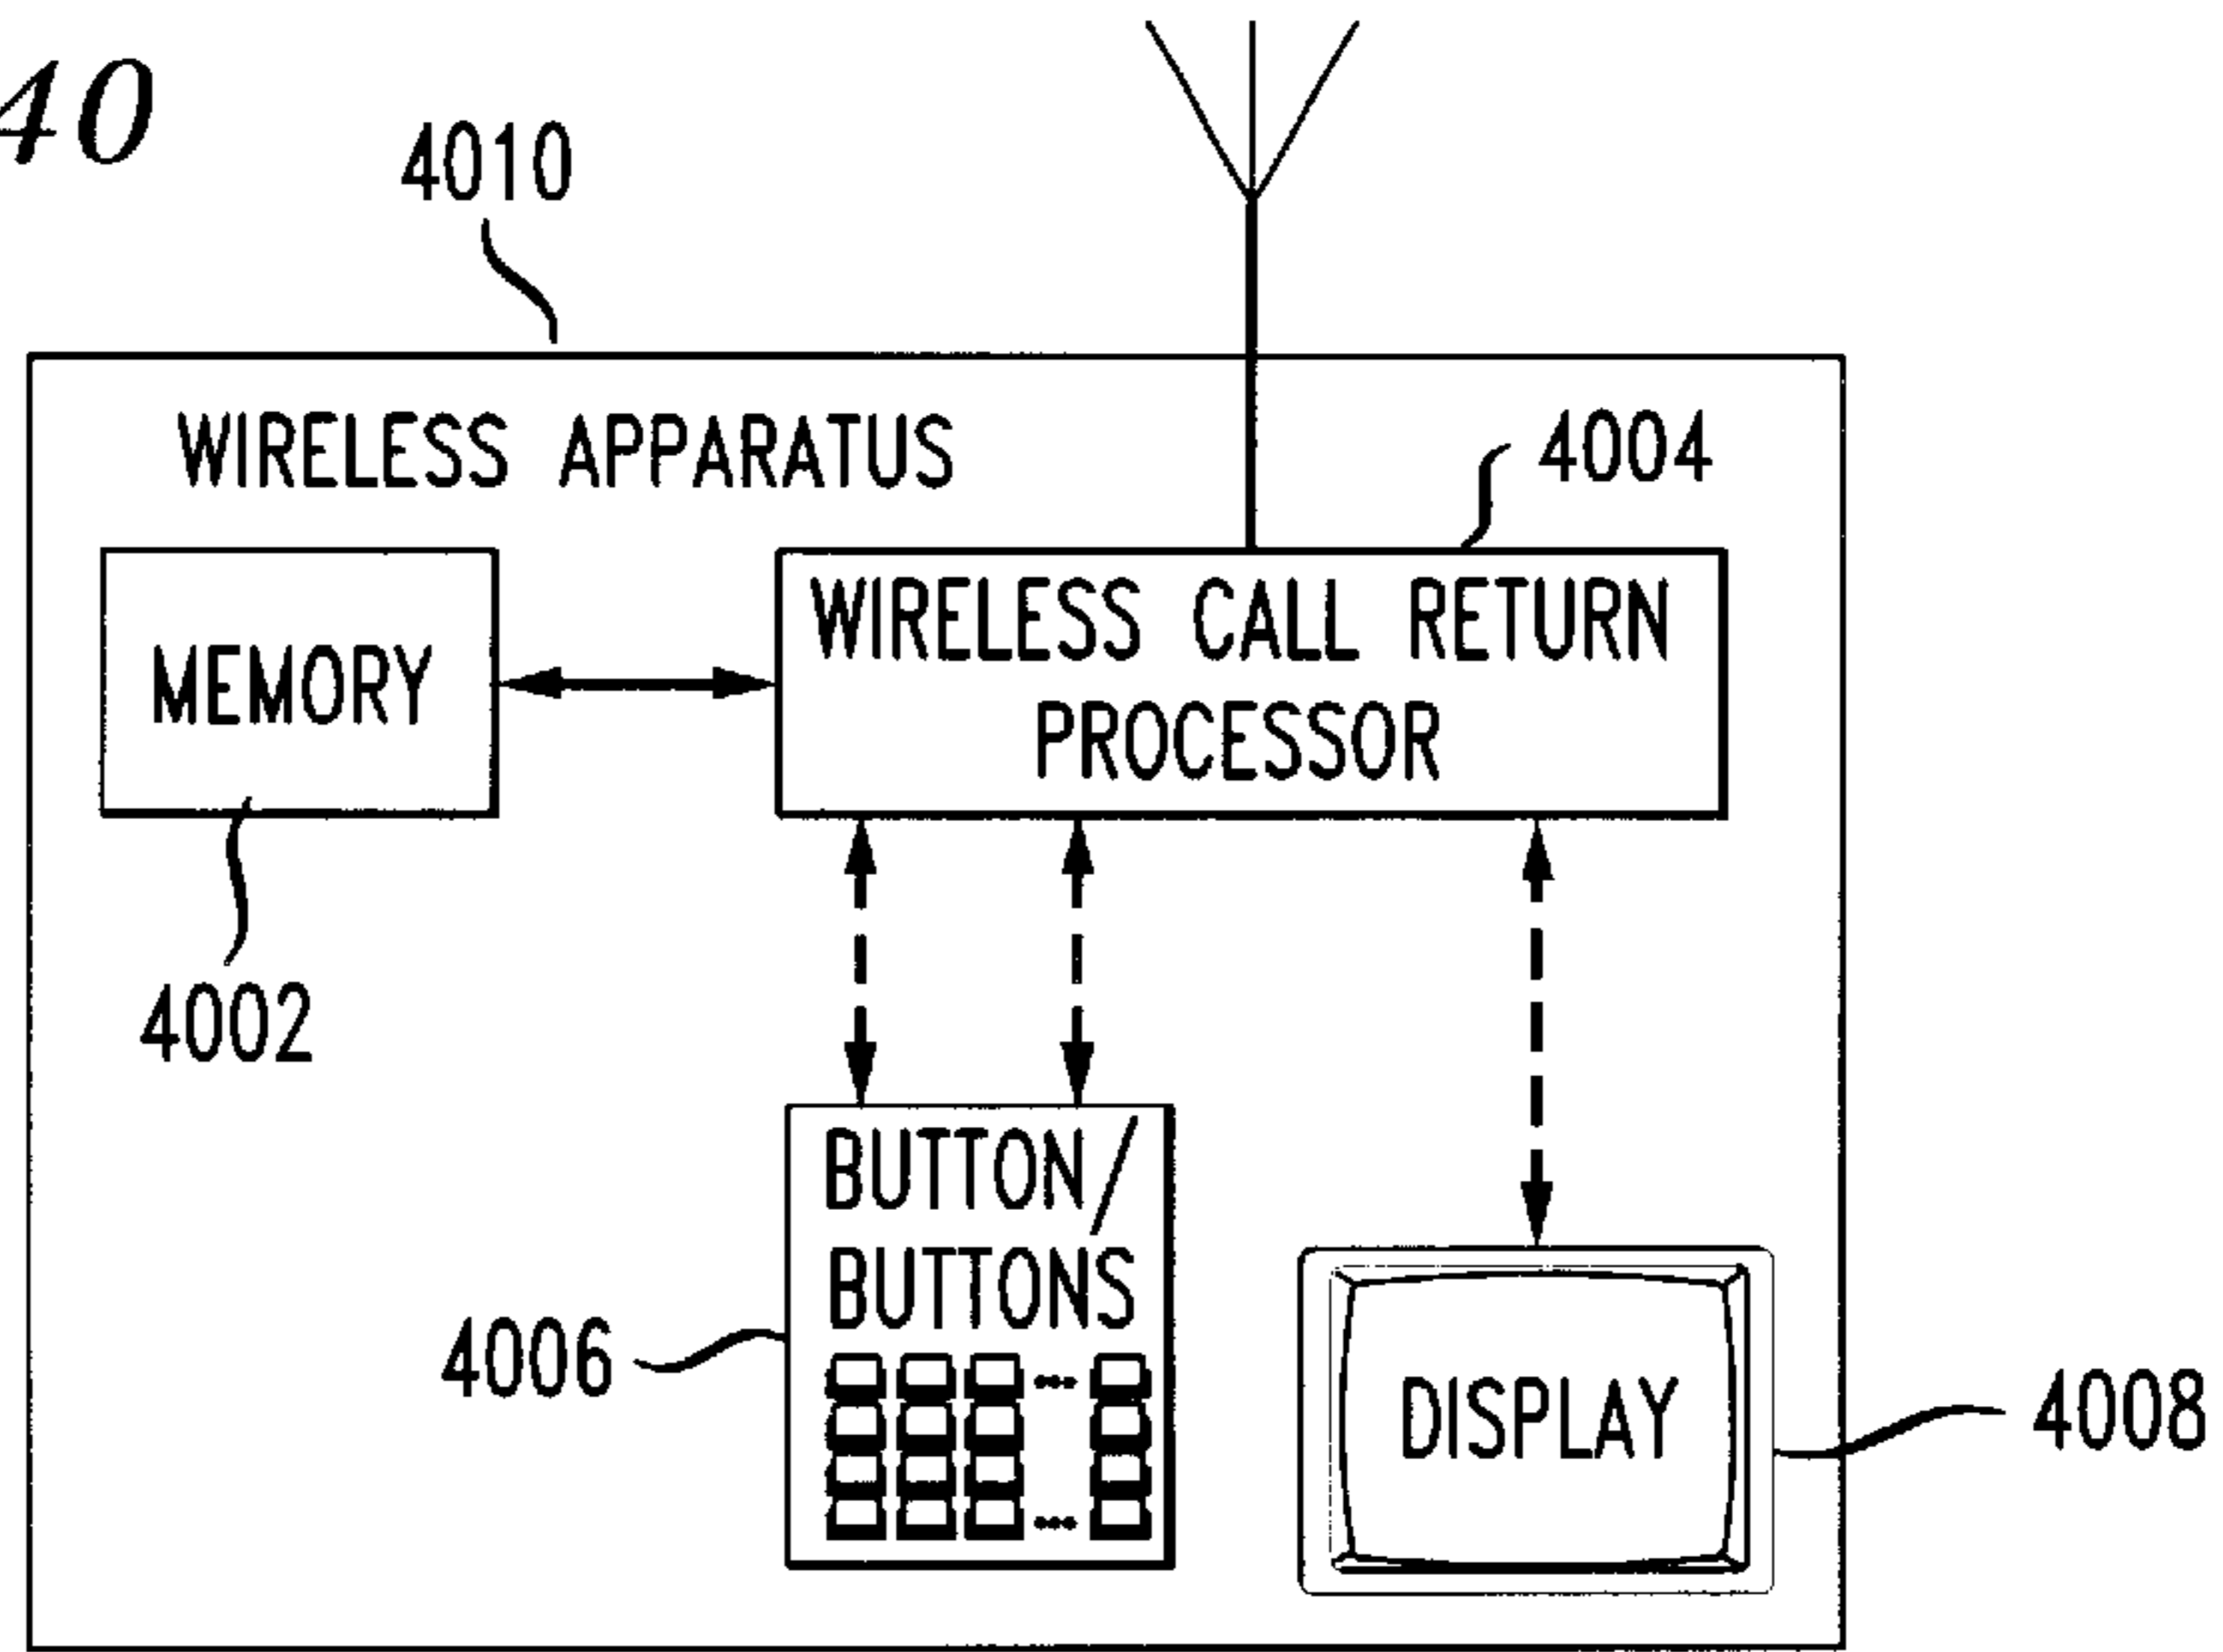 40
4010
WIRELESS APPARATUS
4004
MEMORY
WIRELESS CALL RETURN
PROCESSOR
4002
BUTTON/
BUTTONS
4006
DISPLAY
4008